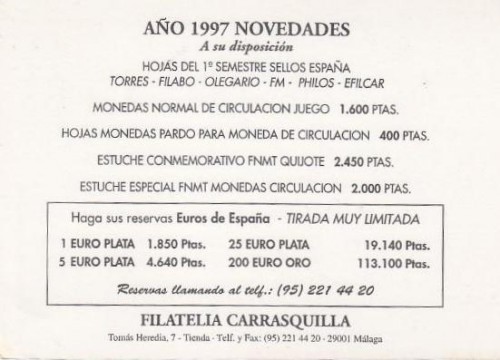 AÑO 1997 NOVEDADES
A su disposición
HOJAS DEL 1º SEMESTRE SELLOS ESPAÑA
TORRES - FILABO - OLEGARIO - FM - PHILOS - EFILCAR
MONEDAS NORMAL DE CIRCULACION JUEGO 1.600 PTAS.
HOJAS MONEDAS PARDO PARA MONEDA DE CIRCULACION 400 PTAS.
ESTUCHE CONMEMORATIVO FNMT QUIJOTE 2.450 PTAS.
ESTUCHE ESPECIAL FNMT MONEDAS CIRCULACION 2.000 PTAS.
Haga sus reservas Euros de España - TIRADA MUY LIMITADA
1 EURO PLATA 1.850 Ptas. 25 EURO PLATA 19.140 Ptas.
5 EURO PLATA 4.640 Ptas. 200 EURO ORO 113.100 Ptas.
Reservas llamando al telf.: (95) 221 44 20
FILATELIA CARRASQUILLA
Tomás Heredia, 7 - Tienda - Telf. y Fax: (95) 221 44 20 - 29001 Málaga